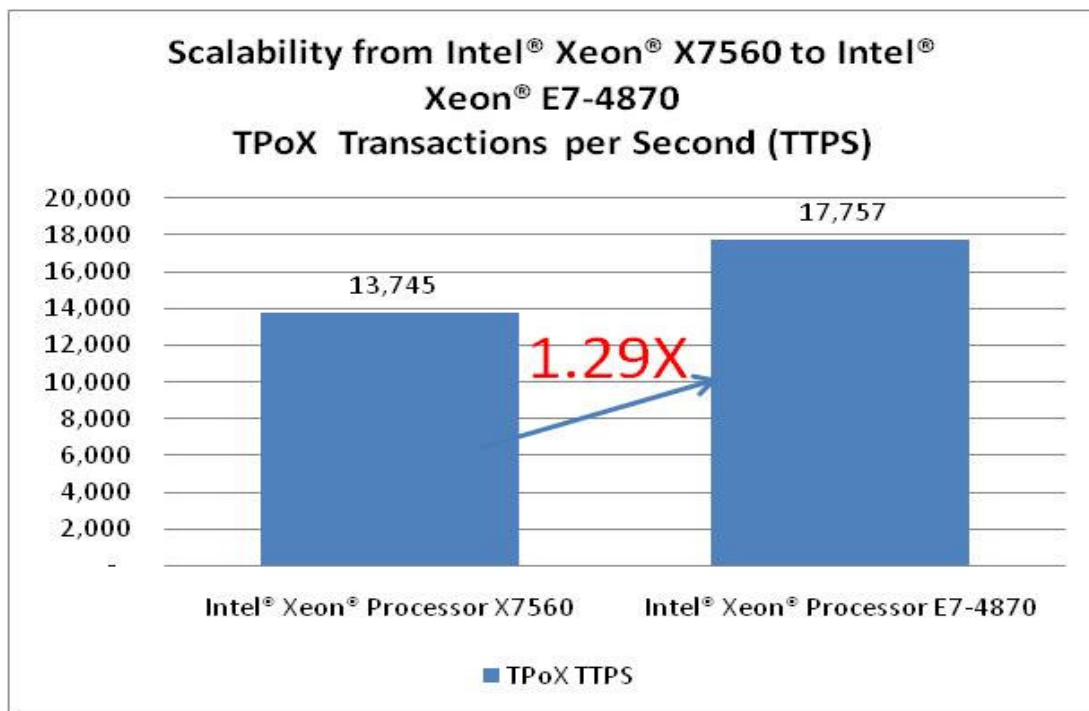 Scalability from Intel® Xeon® X7560 to Intel®
Xeon® E7-4870
TPoX Transactions per Second (TTPS)
20,000
18,000
16,000
14,000
12,000
10,000
8,000
6,000
4,000
2,000
-
13,745
17,757
1.29X
Intel® Xeon® Processor X7560
Intel® Xeon® Processor E7-4870
TPoX TTPS